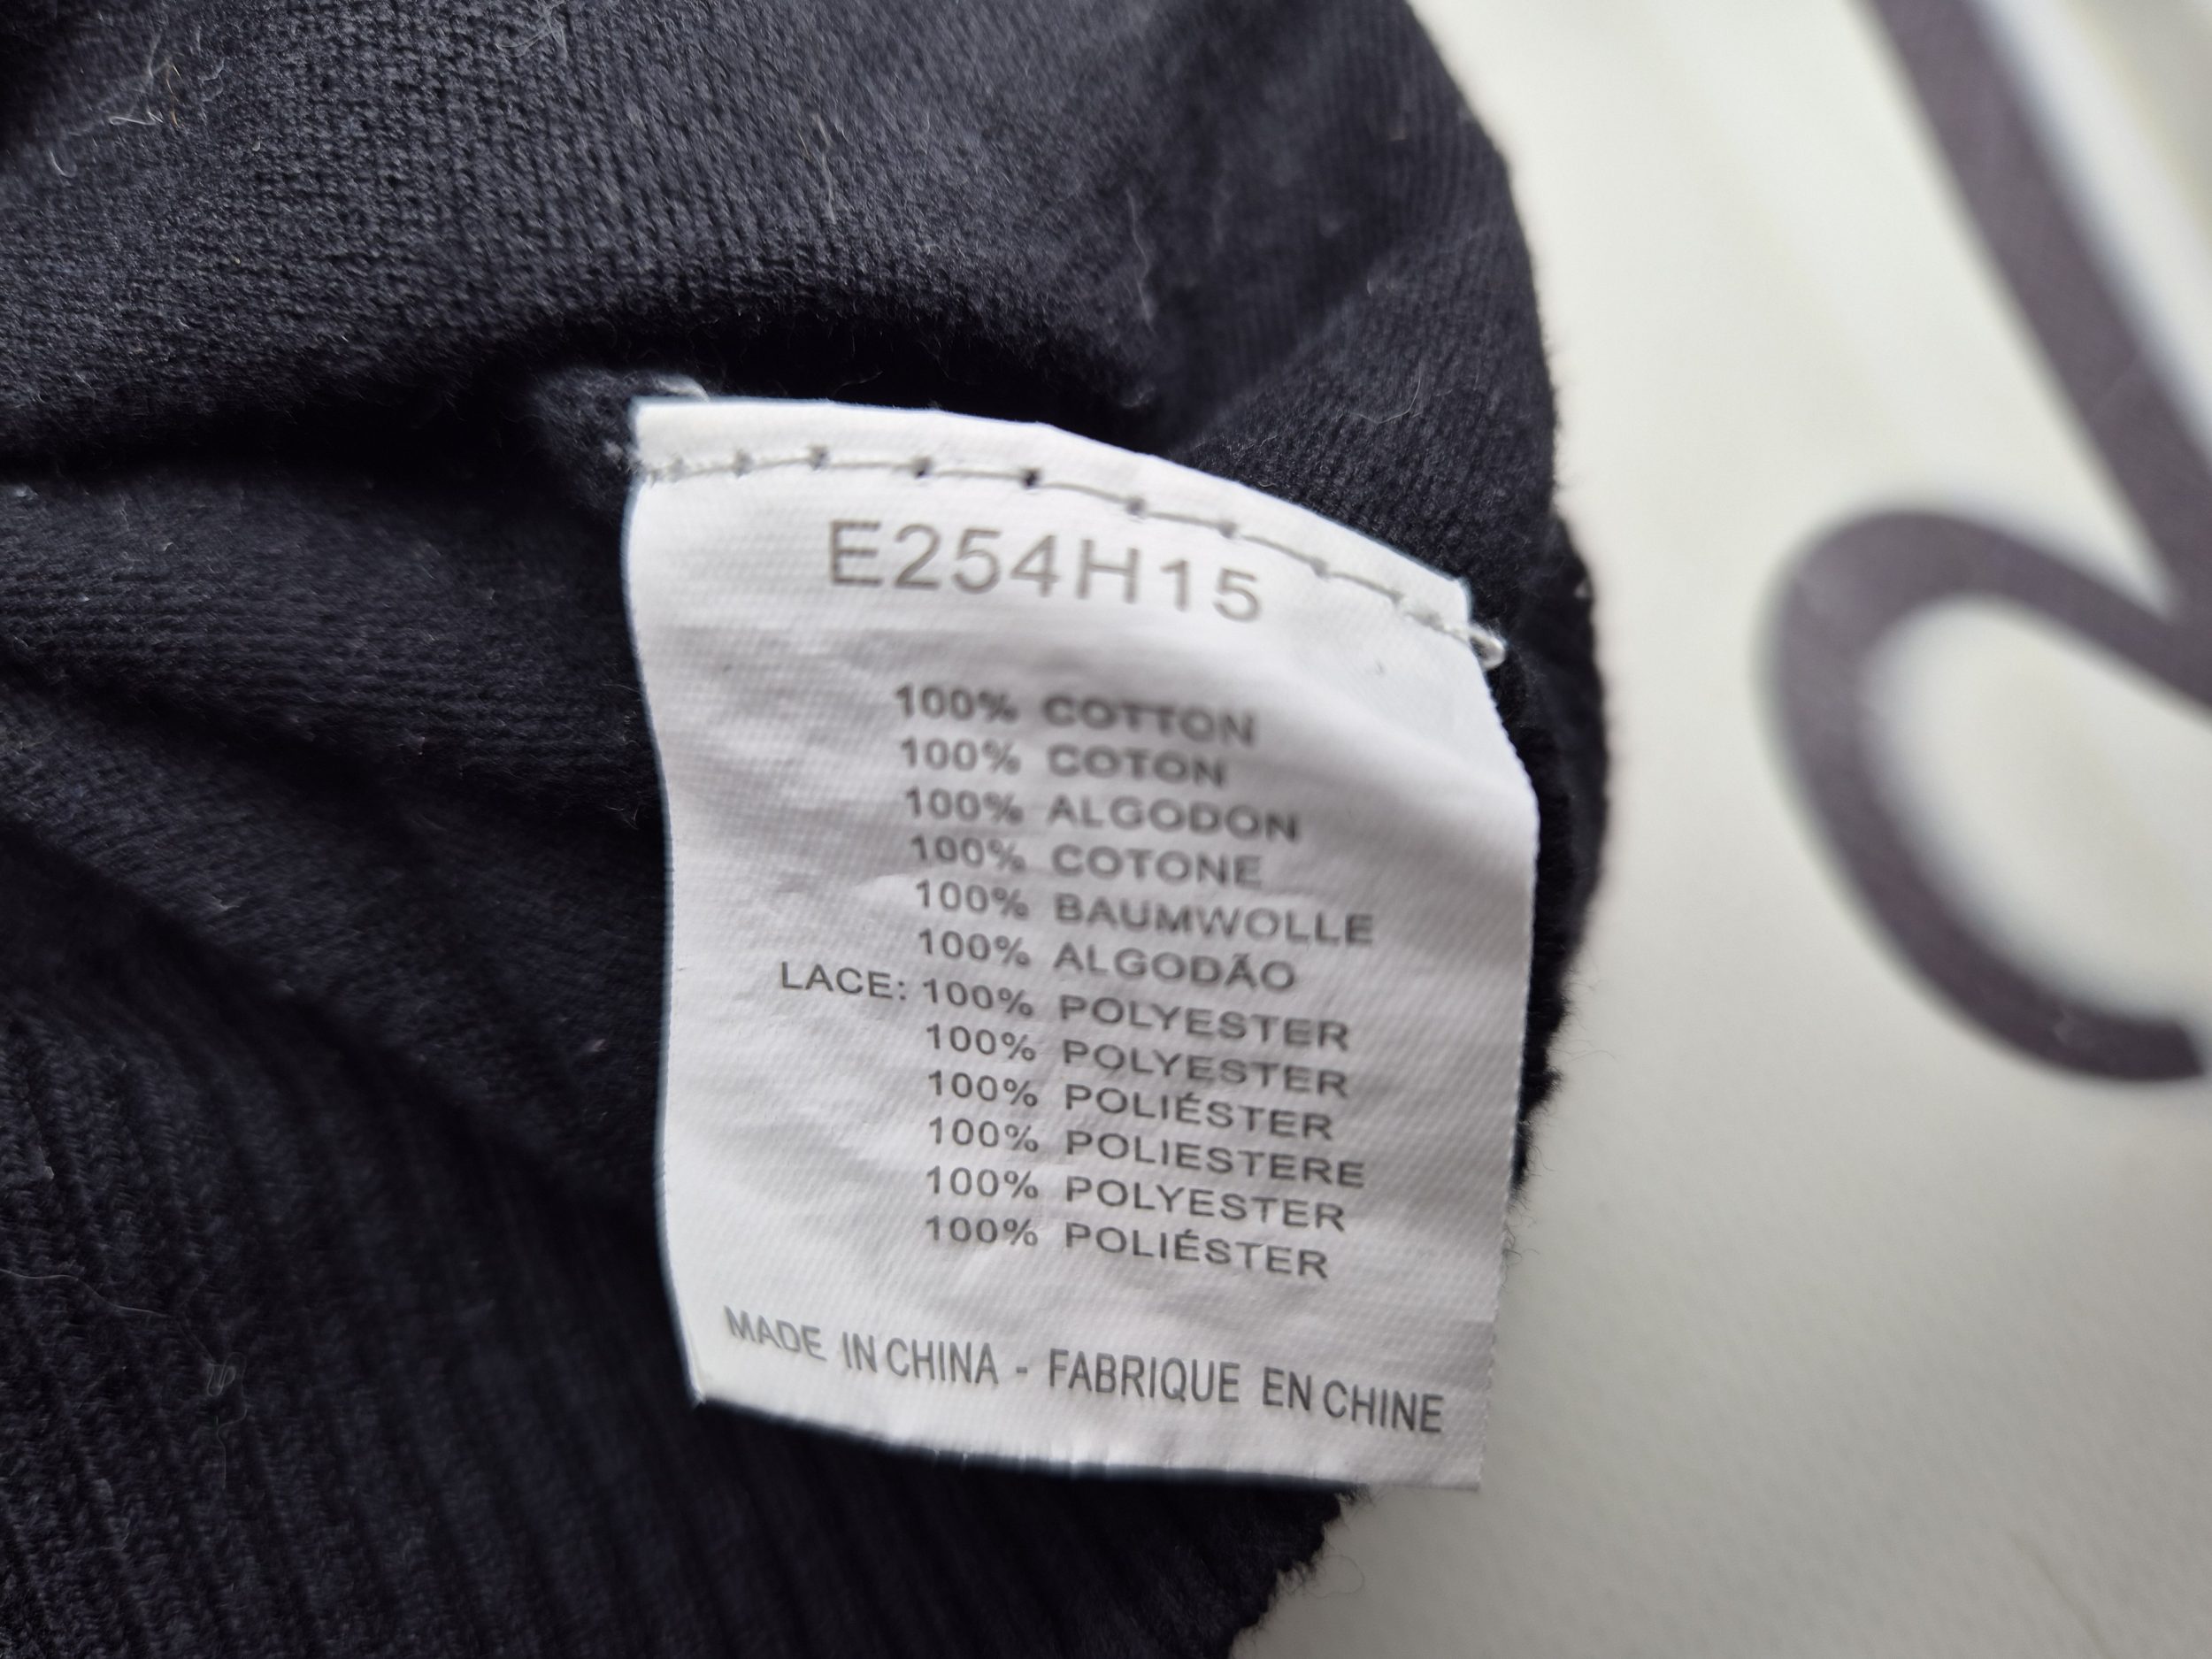 E254H15
100% COTTON
100% COTON
100% ALGODON
100% COTONE
100% BAUMWOLLE
100% ALGODÃO
LACE: 100% POLYESTER
100% POLYESTER
100% POLIÉSTER
100% POLIESTERE
100% POLYESTER
100% POLIÉSTER
MADE IN CHINA - FABRIQUE EN CHINE